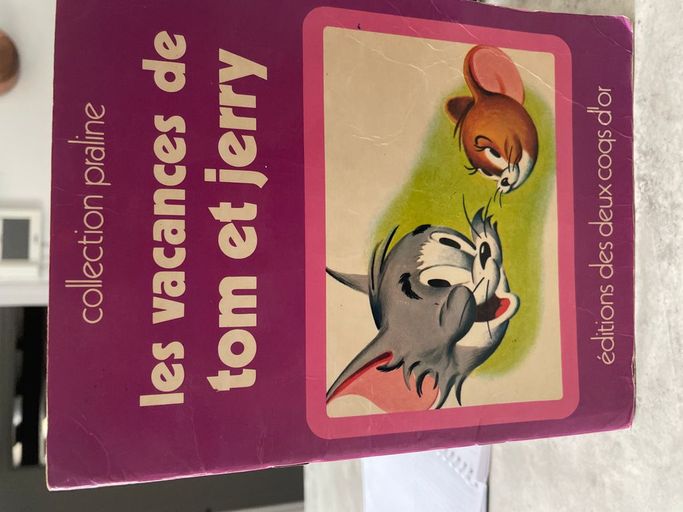 collection praline
les vacances de
tom et jerry
éditions des deux coqs d'or